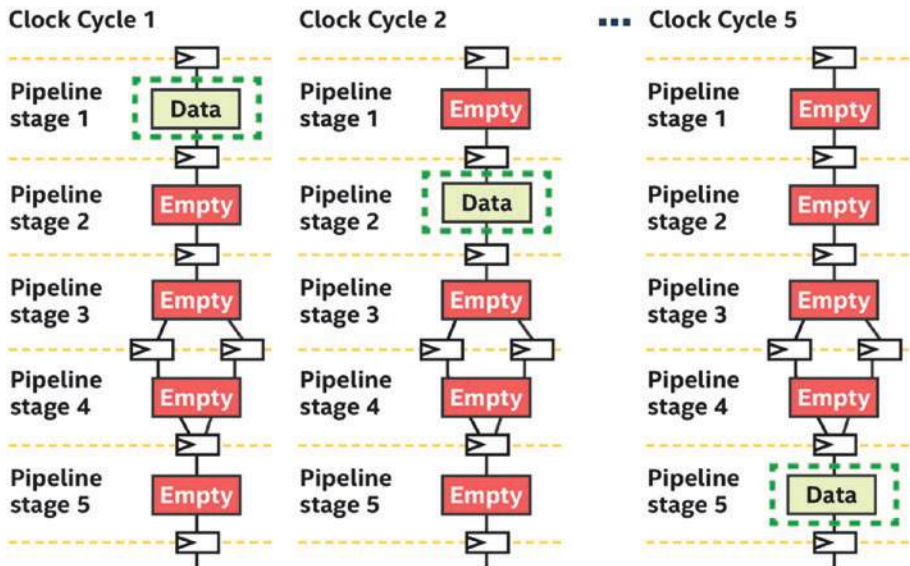 Clock Cycle 1
Pipeline
stage 1
Data
Pipeline
stage 2
Empty
Pipeline
stage 3
Empty
Pipeline
stage 4
Empty
Pipeline
stage 5
Empty
Clock Cycle 2
Pipeline
stage 1
Empty
Pipeline
stage 2
Data
Pipeline
stage 3
Empty
Pipeline
stage 4
Empty
Pipeline
stage 5
Empty
Clock Cycle 5
Pipeline
stage 1
Empty
Pipeline
stage 2
Empty
Pipeline
stage 3
Empty
Pipeline
stage 4
Empty
Pipeline
stage 5
Data